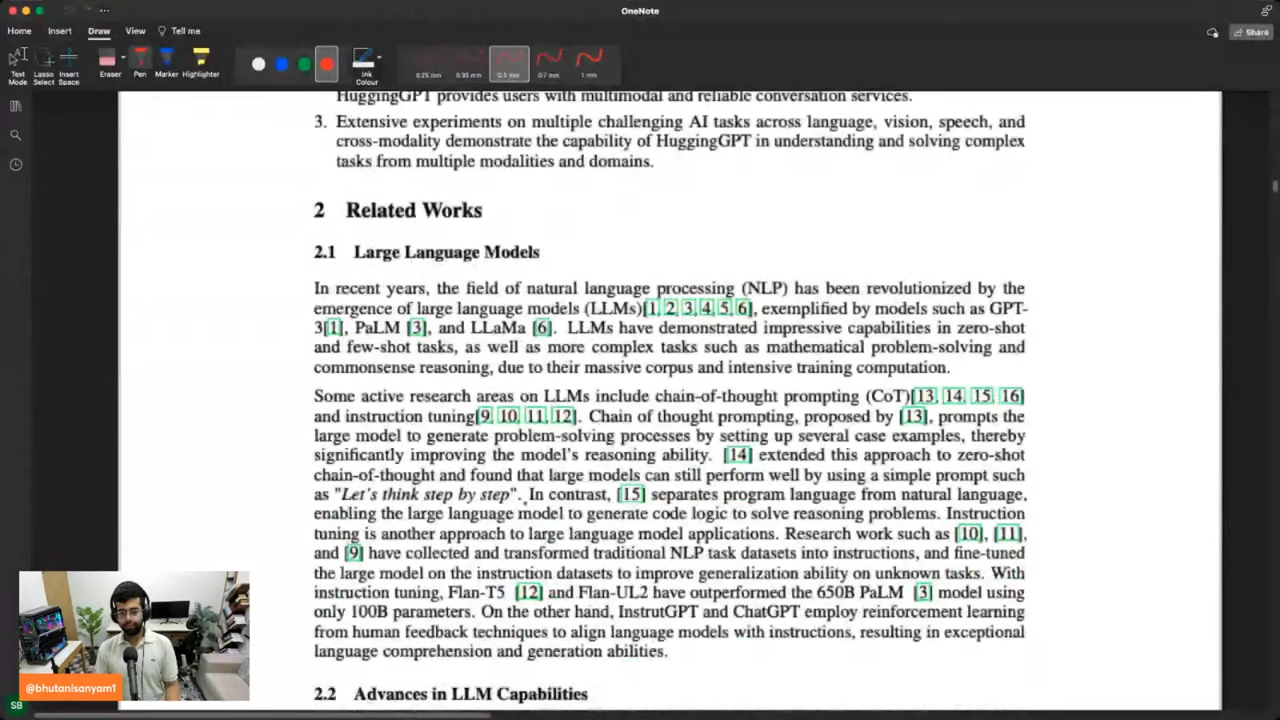 OneNote
Home Insert Draw View Tell me
Share
Text Mode
Lasso Select
Insert Space
Eraser
Pen
Marker
Highlighter
Ink Colour
0.25 mm
0.35 mm
0.5 mm
0.7 mm
1 mm
HuggingGPT provides users with multimodal and reliable conversation services.
3. Extensive experiments on multiple challenging AI tasks across language, vision, speech, and
cross-modality demonstrate the capability of HuggingGPT in understanding and solving complex
tasks from multiple modalities and domains.
2 Related Works
2.1 Large Language Models
In recent years, the field of natural language processing (NLP) has been revolutionized by the
emergence of large language models (LLMs)[1, 2, 3, 4, 5, 6], exemplified by models such as GPT-
3[1], PaLM [3], and LLaMa [6]. LLMs have demonstrated impressive capabilities in zero-shot
and few-shot tasks, as well as more complex tasks such as mathematical problem-solving and
commonsense reasoning, due to their massive corpus and intensive training computation.
Some active research areas on LLMs include chain-of-thought prompting (CoT)[13, 14, 15, 16]
and instruction tuning[9, 10, 11, 12]. Chain of thought prompting, proposed by [13], prompts the
large model to generate problem-solving processes by setting up several case examples, thereby
significantly improving the model's reasoning ability. [14] extended this approach to zero-shot
chain-of-thought and found that large models can still perform well by using a simple prompt such
as "Let's think step by step". In contrast, [15] separates program language from natural language,
enabling the large language model to generate code logic to solve reasoning problems. Instruction
tuning is another approach to large language model applications. Research work such as [10], [11],
and [9] have collected and transformed traditional NLP task datasets into instructions, and fine-tuned
the large model on the instruction datasets to improve generalization ability on unknown tasks. With
instruction tuning, Flan-T5 [12] and Flan-UL2 have outperformed the 650B PaLM [3] model using
only 100B parameters. On the other hand, InstrutGPT and ChatGPT employ reinforcement learning
from human feedback techniques to align language models with instructions, resulting in exceptional
language comprehension and generation abilities.
2.2 Advances in LLM Capabilities
@bhutanisanyam1
SB